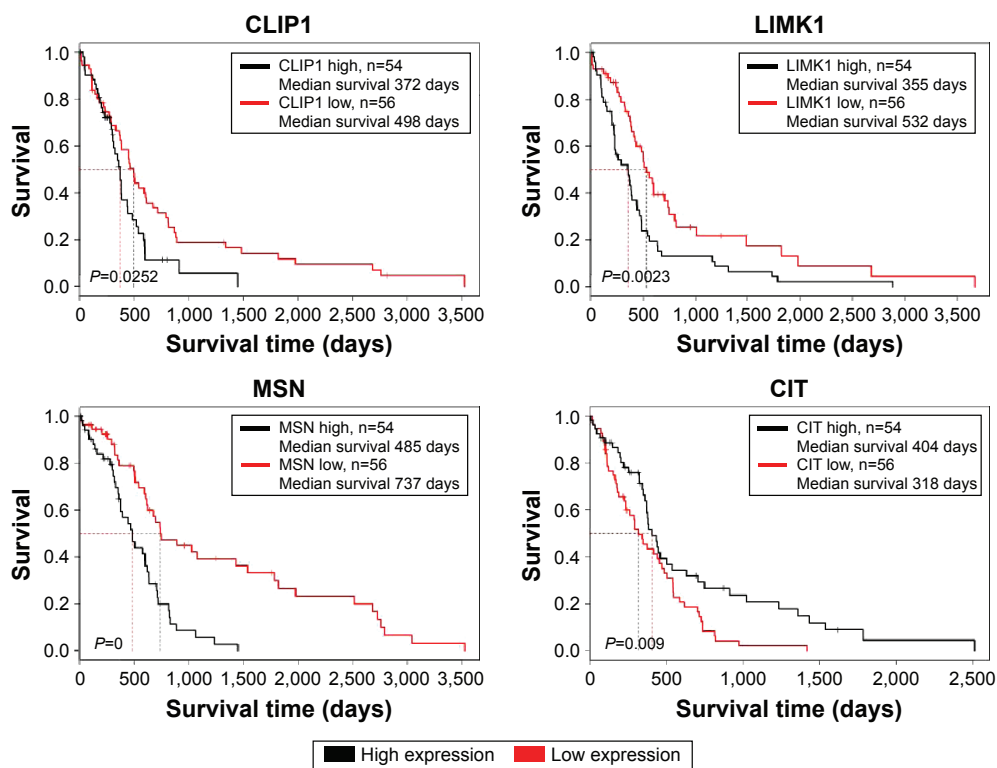 CLIP1
Survival
1.0
0.8
0.6
0.4
0.2
0.0
CLIP1 high, n=54
Median survival 372 days
CLIP1 low, n=56
Median survival 498 days
P=0.0252
0 500 1,000 1,500 2,000 2,500 3,000 3,500
Survival time (days)
LIMK1
Survival
1.0
0.8
0.6
0.4
0.2
0.0
LIMK1 high, n=54
Median survival 355 days
LIMK1 low, n=56
Median survival 532 days
P=0.0023
0 500 1,000 1,500 2,000 2,500 3,000 3,500
Survival time (days)
MSN
Survival
1.0
0.8
0.6
0.4
0.2
0.0
MSN high, n=54
Median survival 485 days
MSN low, n=56
Median survival 737 days
P=0
0 500 1,000 1,500 2,000 2,500 3,000 3,500
Survival time (days)
CIT
Survival
1.0
0.8
0.6
0.4
0.2
0.0
CIT high, n=54
Median survival 404 days
CIT low, n=56
Median survival 318 days
P=0.009
0 500 1,000 1,500 2,000 2,500
Survival time (days)
High expression Low expression